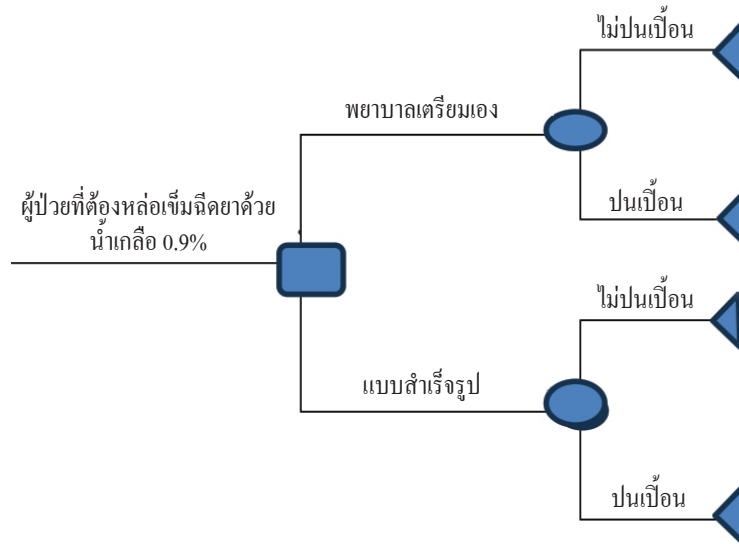 ไม่ปนเปื้อน
พยาบาลเตรียมเอง
ปนเปื้อน
ผู้ป่วยที่ต้องหล่อเข็มฉีดยาด้วย
น้ำเกลือ 0.9%
ไม่ปนเปื้อน
แบบสำเร็จรูป
ปนเปื้อน